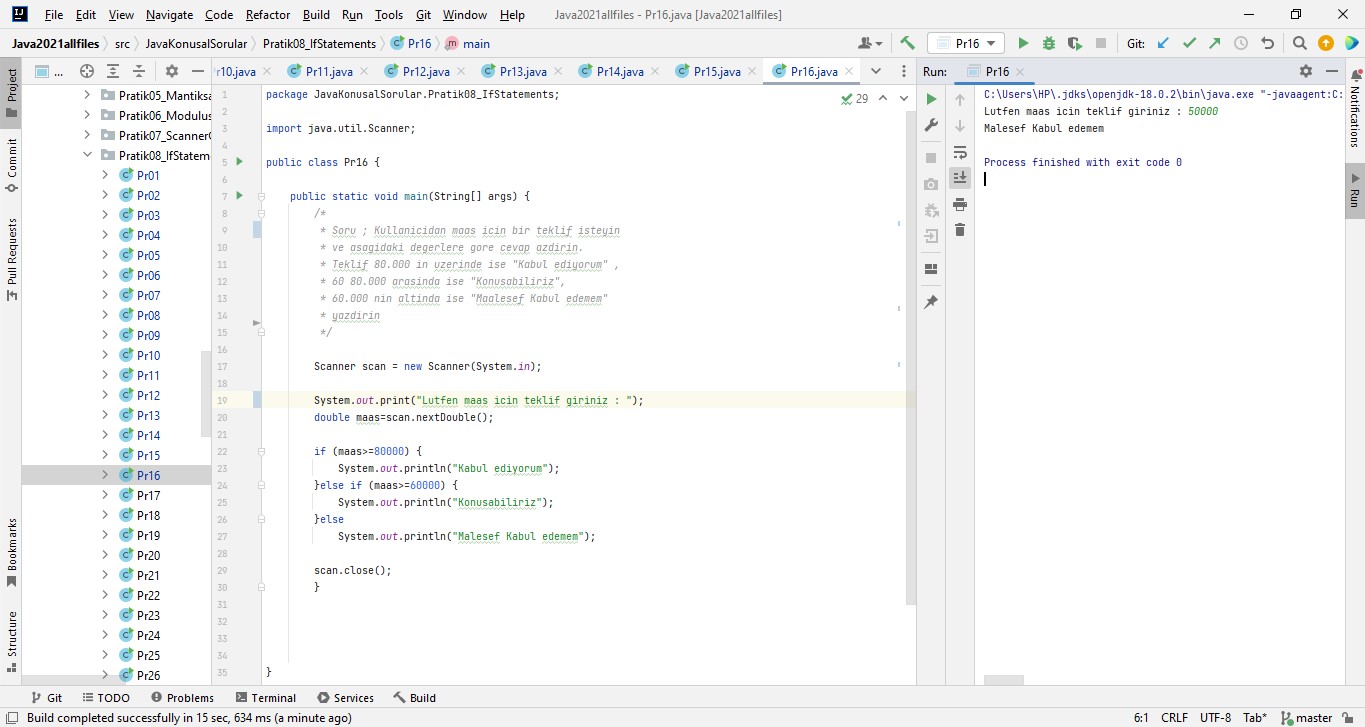 File Edit View Navigate Code Refactor Build Run Tools Git Window Help Java2021allfiles - Pr16.java [Java2021allfiles]
Java2021allfiles src JavaKonusalSorular Pratik08_IfStatements Pr16 main Pr16 Git:
Project
Commit
Pull Requests
Bookmarks
Structure
...
Pratik05_Mantiksa
Pratik06_Modulus
Pratik07_Scanner
Pratik08_IfStatem
Pr01
Pr02
Pr03
Pr04
Pr05
Pr06
Pr07
Pr08
Pr09
Pr10
Pr11
Pr12
Pr13
Pr14
Pr15
Pr16
Pr17
Pr18
Pr19
Pr20
Pr21
Pr22
Pr23
Pr24
Pr25
Pr26
r10.java Pr11.java Pr12.java Pr13.java Pr14.java Pr15.java Pr16.java
29
1 package JavaKonusalSorular.Pratik08_IfStatements;
2
3 import java.util.Scanner;
4
5 public class Pr16 {
6
7 public static void main(String[] args) {
8 /*
9 * Soru ; Kullanicidan maas icin bir teklif isteyin
10 * ve asagidaki degerlere gore cevap azdirin.
11 * Teklif 80.000 in uzerinde ise "Kabul ediyorum" ,
12 * 60 80.000 arasinda ise "Konusabiliriz",
13 * 60.000 nin altinda ise "Maalesef Kabul edemem"
14 * yazdirin
15 */
16
17 Scanner scan = new Scanner(System.in);
18
19 System.out.print("Lutfen maas icin teklif giriniz : ");
20 double maas=scan.nextDouble();
21
22 if (maas>=80000) {
23 System.out.println("Kabul ediyorum");
24 }else if (maas>=60000) {
25 System.out.println("Konusabiliriz");
26 }else
27 System.out.println("Malesef Kabul edemem");
28
29 scan.close();
30 }
31
32
33
34
35 }
Run: Pr16
C:\Users\HP\.jdks\openjdk-18.0.2\bin\java.exe "-javaagent:C:
Lutfen maas icin teklif giriniz : 50000
Malesef Kabul edemem
Process finished with exit code 0
Notifications
Run
Git TODO Problems Terminal Services Build
Build completed successfully in 15 sec, 634 ms (a minute ago) 6:1 CRLF UTF-8 Tab* master